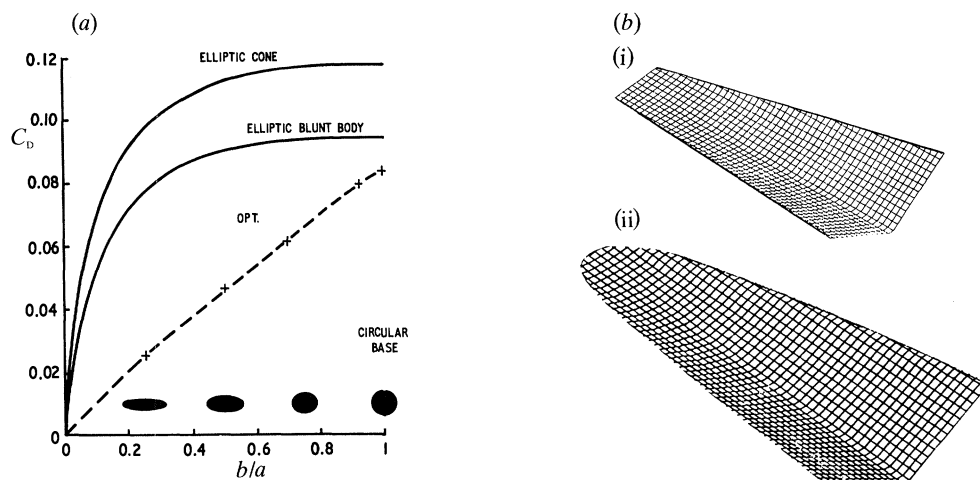 (a)
0.12
0.10
C_D
0.08
0.06
0.04
0.02
0
ELLIPTIC CONE
ELLIPTIC BLUNT BODY
OPT.
CIRCULAR
BASE
0 0.2 0.4 0.6 0.8 1
b/a
(b)
(i)
(ii)